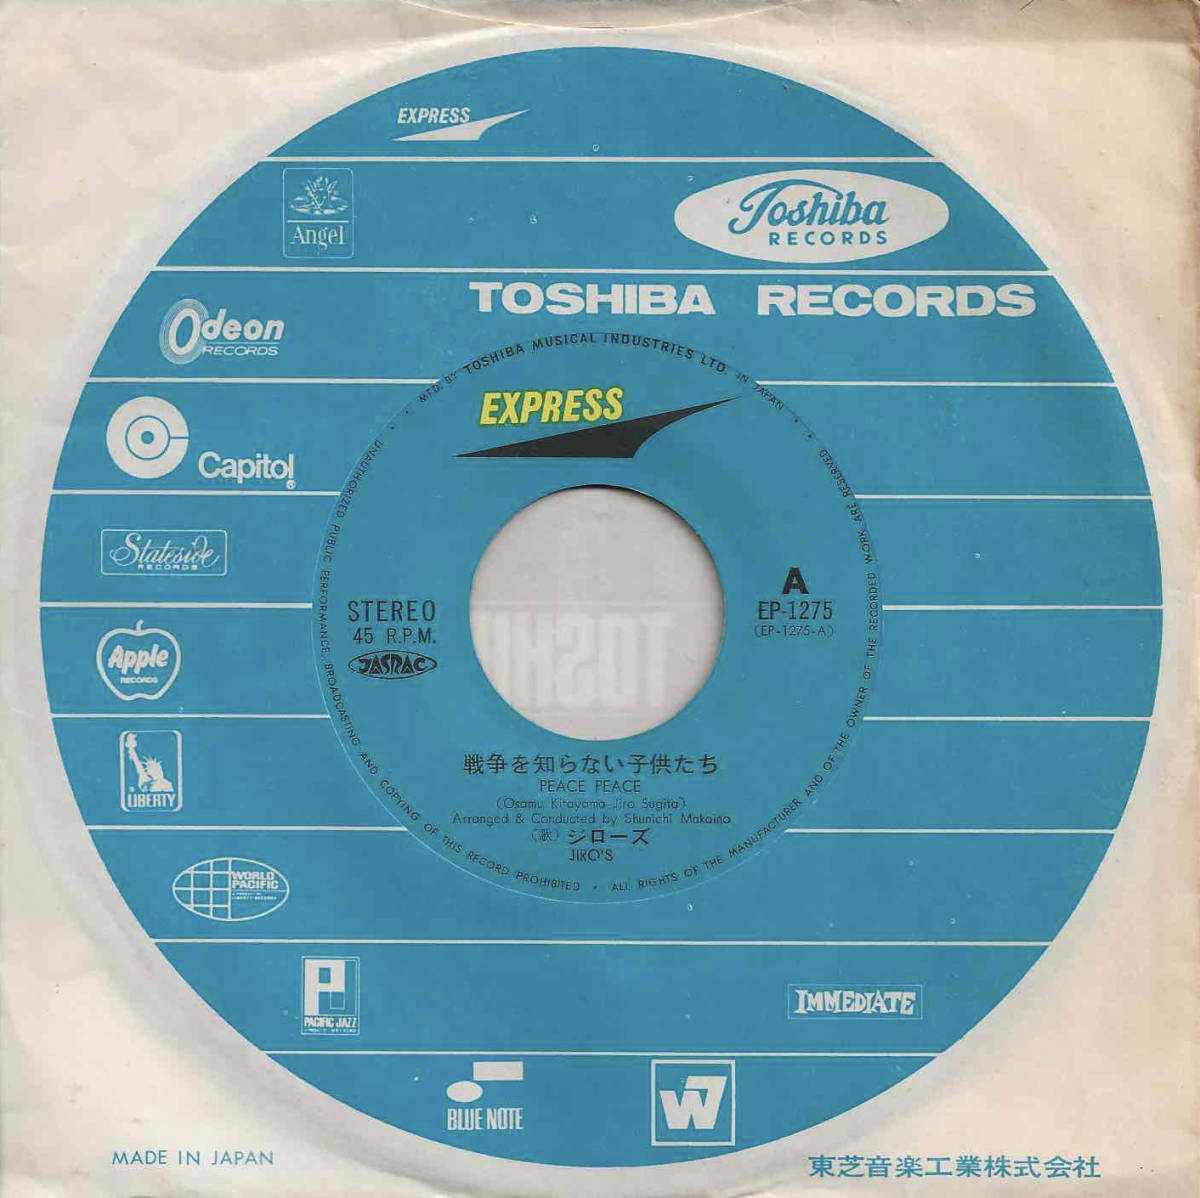 EXPRESS
Angel
Toshiba
RECORDS
TOSHIBA RECORDS
Odeon
RECORDS
MFD. BY TOSHIBA MUSICAL INDUSTRIES LTD. IN JAPAN
EXPRESS
Capitol
Stateside
RECORDS
STEREO
45 R.P.M.
JASRAC
A
EP-1275
(EP-1275-A)
Apple
RECORDS
LIBERTY
戦争を知らない子供たち
PEACE PEACE
(Osamu Kitayama-Jiro Sugita)
Arranged & Conducted by Shunichi Makaino
(歌) ジローズ
JIRO'S
UNAUTHORIZED PUBLIC PERFORMANCE, BROADCASTING AND COPYING OF THIS RECORD PROHIBITED • ALL RIGHTS OF THE MANUFACTURER AND OF THE OWNER OF THE RECORDED WORK ARE RESERVED
WORLD
PACIFIC
P
PACIFIC JAZZ
IMMEDIATE
BLUE NOTE
W7
MADE IN JAPAN
東芝音楽工業株式会社